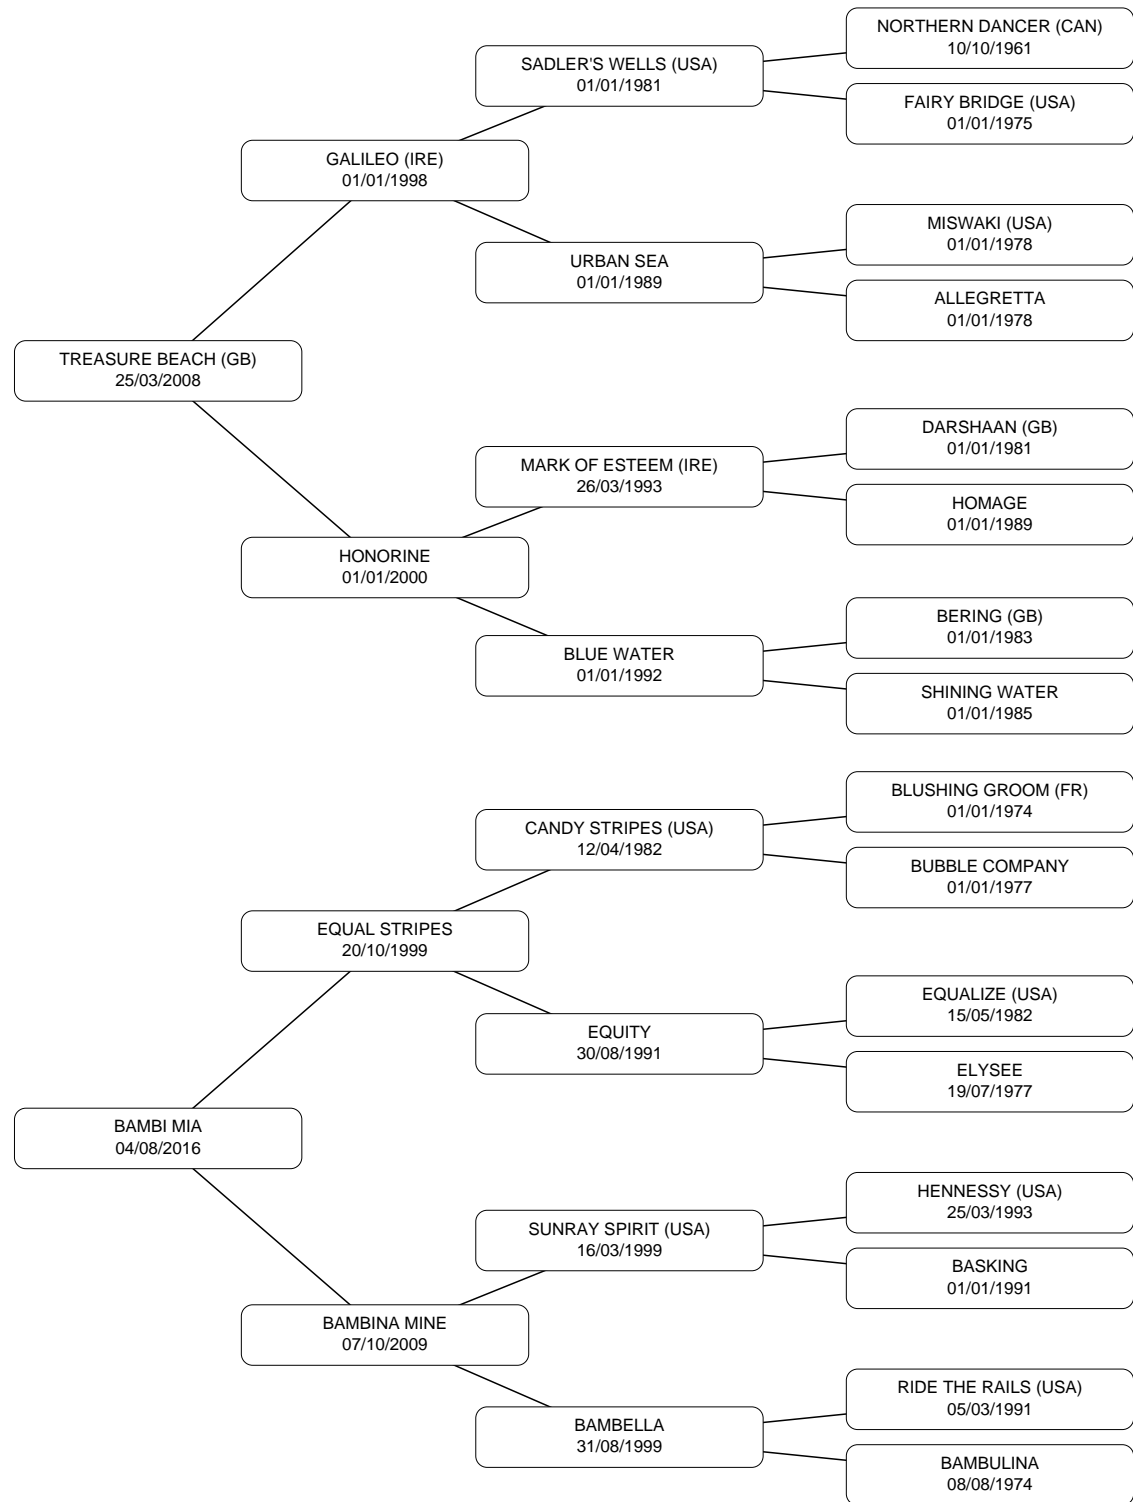 NORTHERN DANCER (CAN)
10/10/1961
SADLER'S WELLS (USA)
01/01/1981
FAIRY BRIDGE (USA)
01/01/1975
GALILEO (IRE)
01/01/1998
MISWAKI (USA)
01/01/1978
URBAN SEA
01/01/1989
ALLEGRETTA
01/01/1978
TREASURE BEACH (GB)
25/03/2008
DARSHAAN (GB)
01/01/1981
MARK OF ESTEEM (IRE)
26/03/1993
HOMAGE
01/01/1989
HONORINE
01/01/2000
BERING (GB)
01/01/1983
BLUE WATER
01/01/1992
SHINING WATER
01/01/1985
BLUSHING GROOM (FR)
01/01/1974
CANDY STRIPES (USA)
12/04/1982
BUBBLE COMPANY
01/01/1977
EQUAL STRIPES
20/10/1999
EQUALIZE (USA)
15/05/1982
EQUITY
30/08/1991
ELYSEE
19/07/1977
BAMBI MIA
04/08/2016
HENNESSY (USA)
25/03/1993
SUNRAY SPIRIT (USA)
16/03/1999
BASKING
01/01/1991
BAMBINA MINE
07/10/2009
RIDE THE RAILS (USA)
05/03/1991
BAMBELLA
31/08/1999
BAMBULINA
08/08/1974